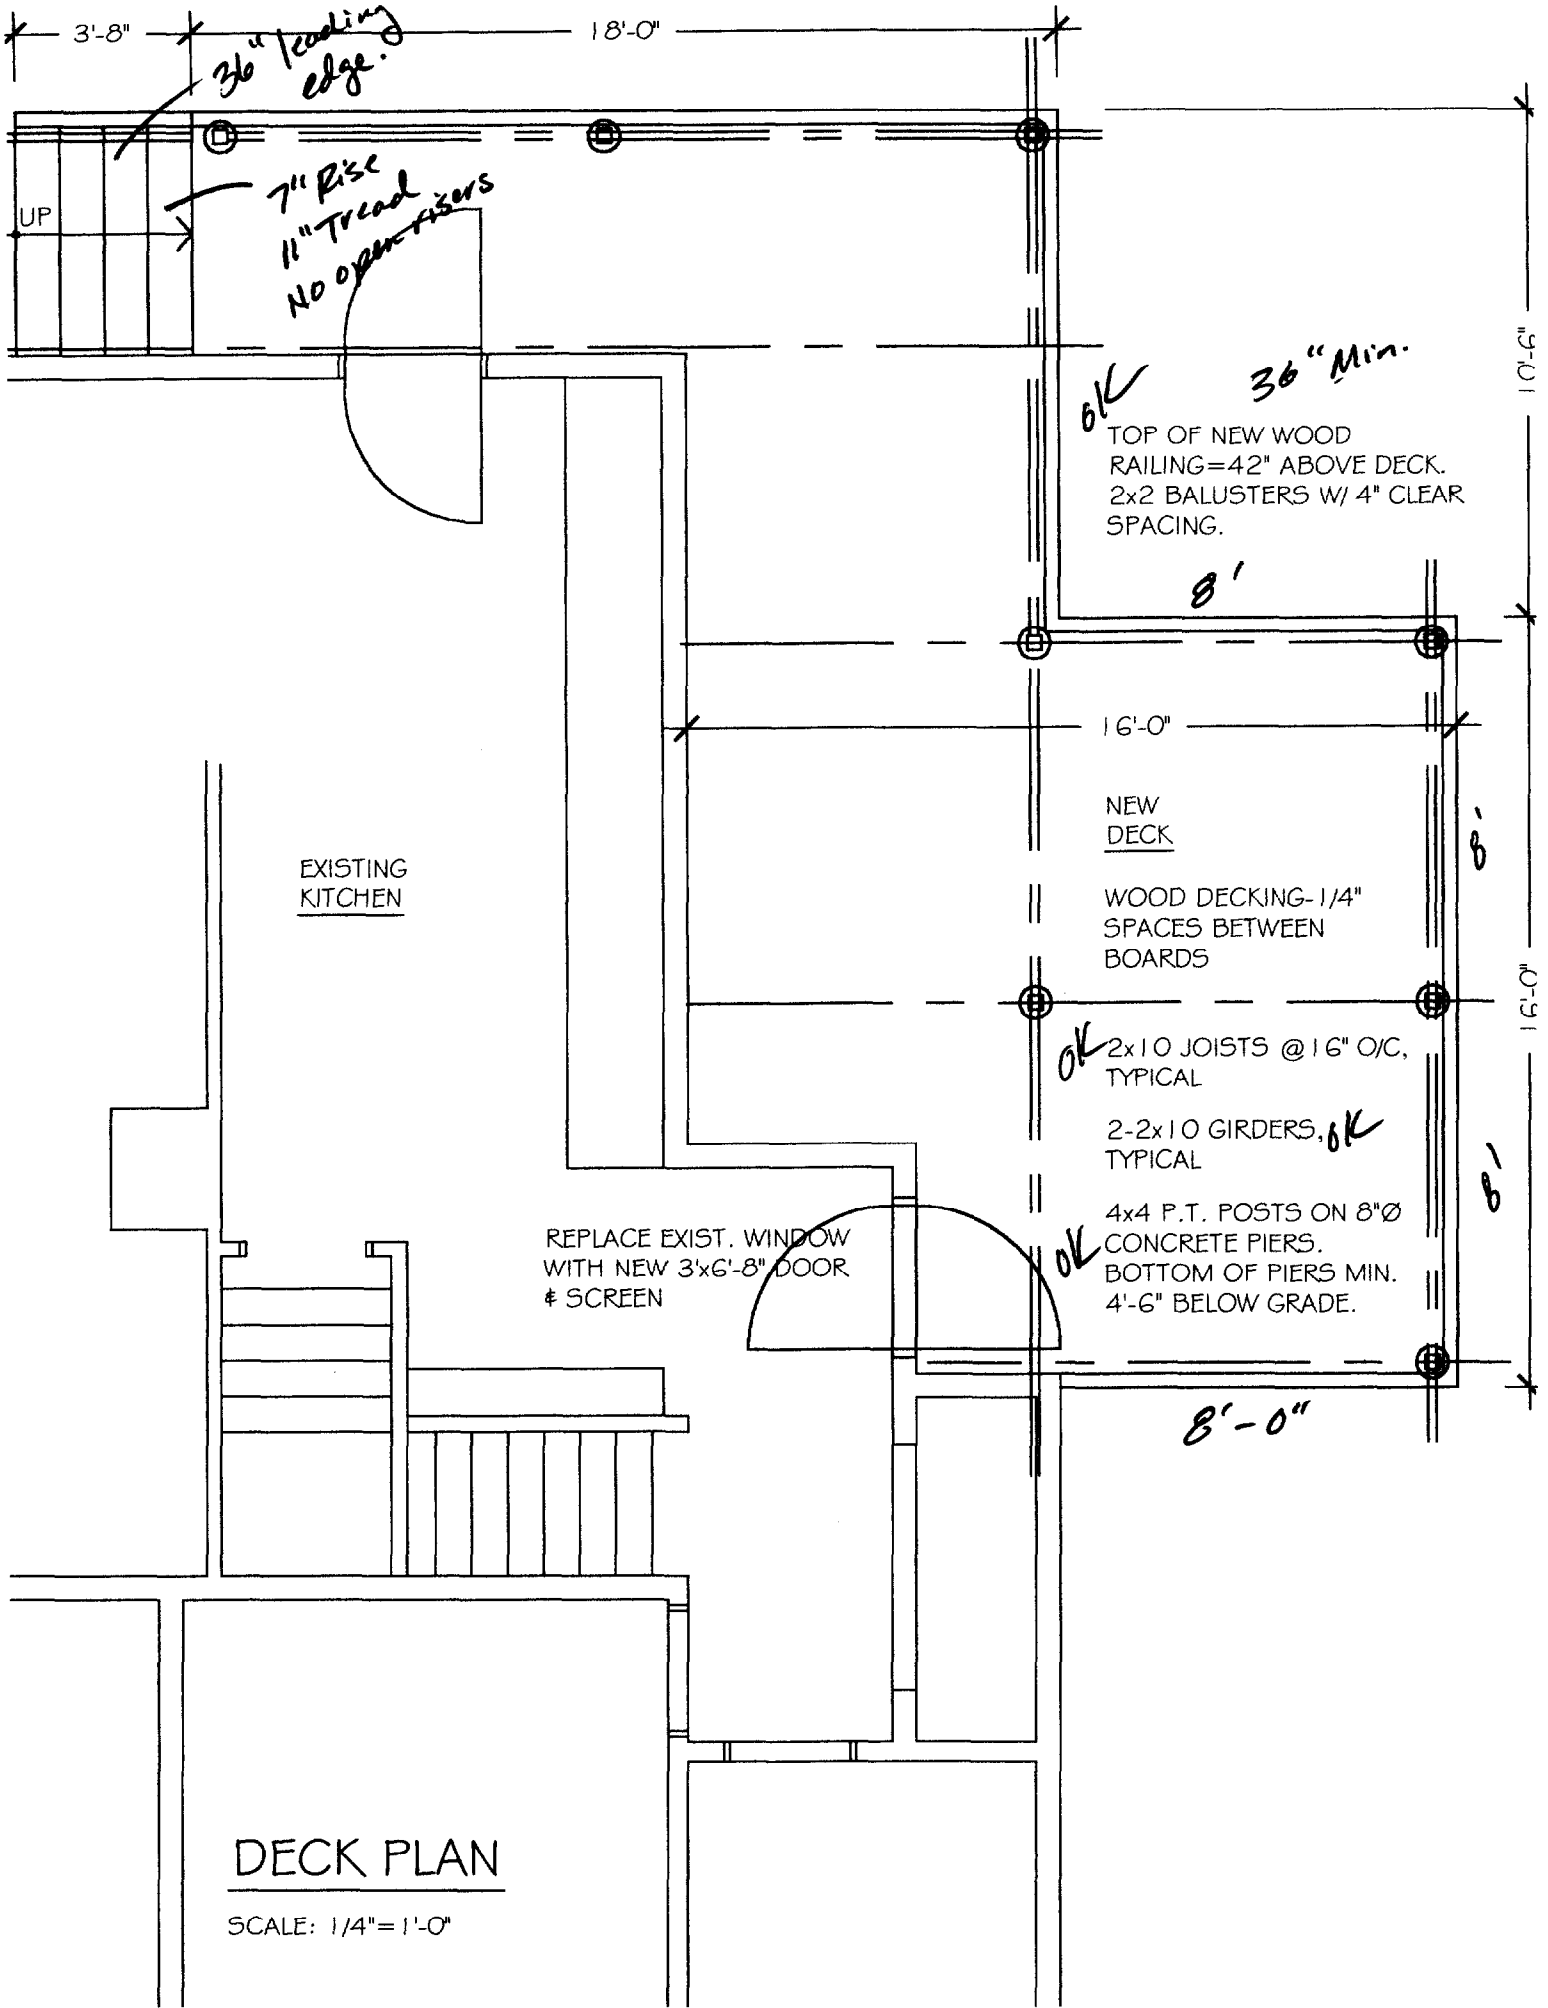 3'-8"
18'-0"
36" leading
edge.
7" Rise
11" Tread
No open risers
UP
10'-6"
36" Min.
OK
TOP OF NEW WOOD
RAILING=42" ABOVE DECK.
2x2 BALUSTERS W/ 4" CLEAR
SPACING.
8'
16'-0"
NEW
DECK
8'
EXISTING
KITCHEN
WOOD DECKING-1/4"
SPACES BETWEEN
BOARDS
16'-0"
OK 2x10 JOISTS @ 16" O/C,
TYPICAL
2-2x10 GIRDERS, OK
TYPICAL
8'
4x4 P.T. POSTS ON 8"Ø
OK CONCRETE PIERS.
BOTTOM OF PIERS MIN.
4'-6" BELOW GRADE.
REPLACE EXIST. WINDOW
WITH NEW 3'x6'-8" DOOR
& SCREEN
8'-0"
DECK PLAN
SCALE: 1/4"=1'-0"